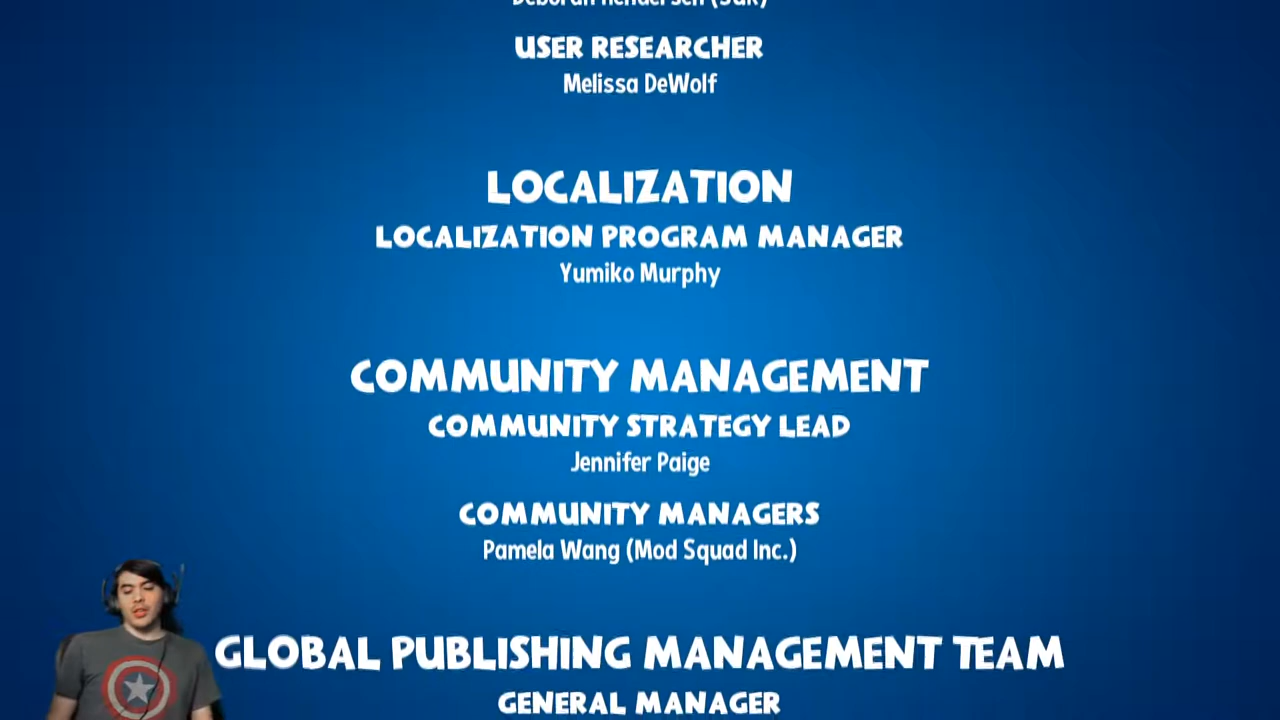 USER RESEARCHER
Melissa DeWolf
LOCALIZATION
LOCALIZATION PROGRAM MANAGER
Yumiko Murphy
COMMUNITY MANAGEMENT
COMMUNITY STRATEGY LEAD
Jennifer Paige
COMMUNITY MANAGERS
Pamela Wang (Mod Squad Inc.)
GLOBAL PUBLISHING MANAGEMENT TEAM
GENERAL MANAGER